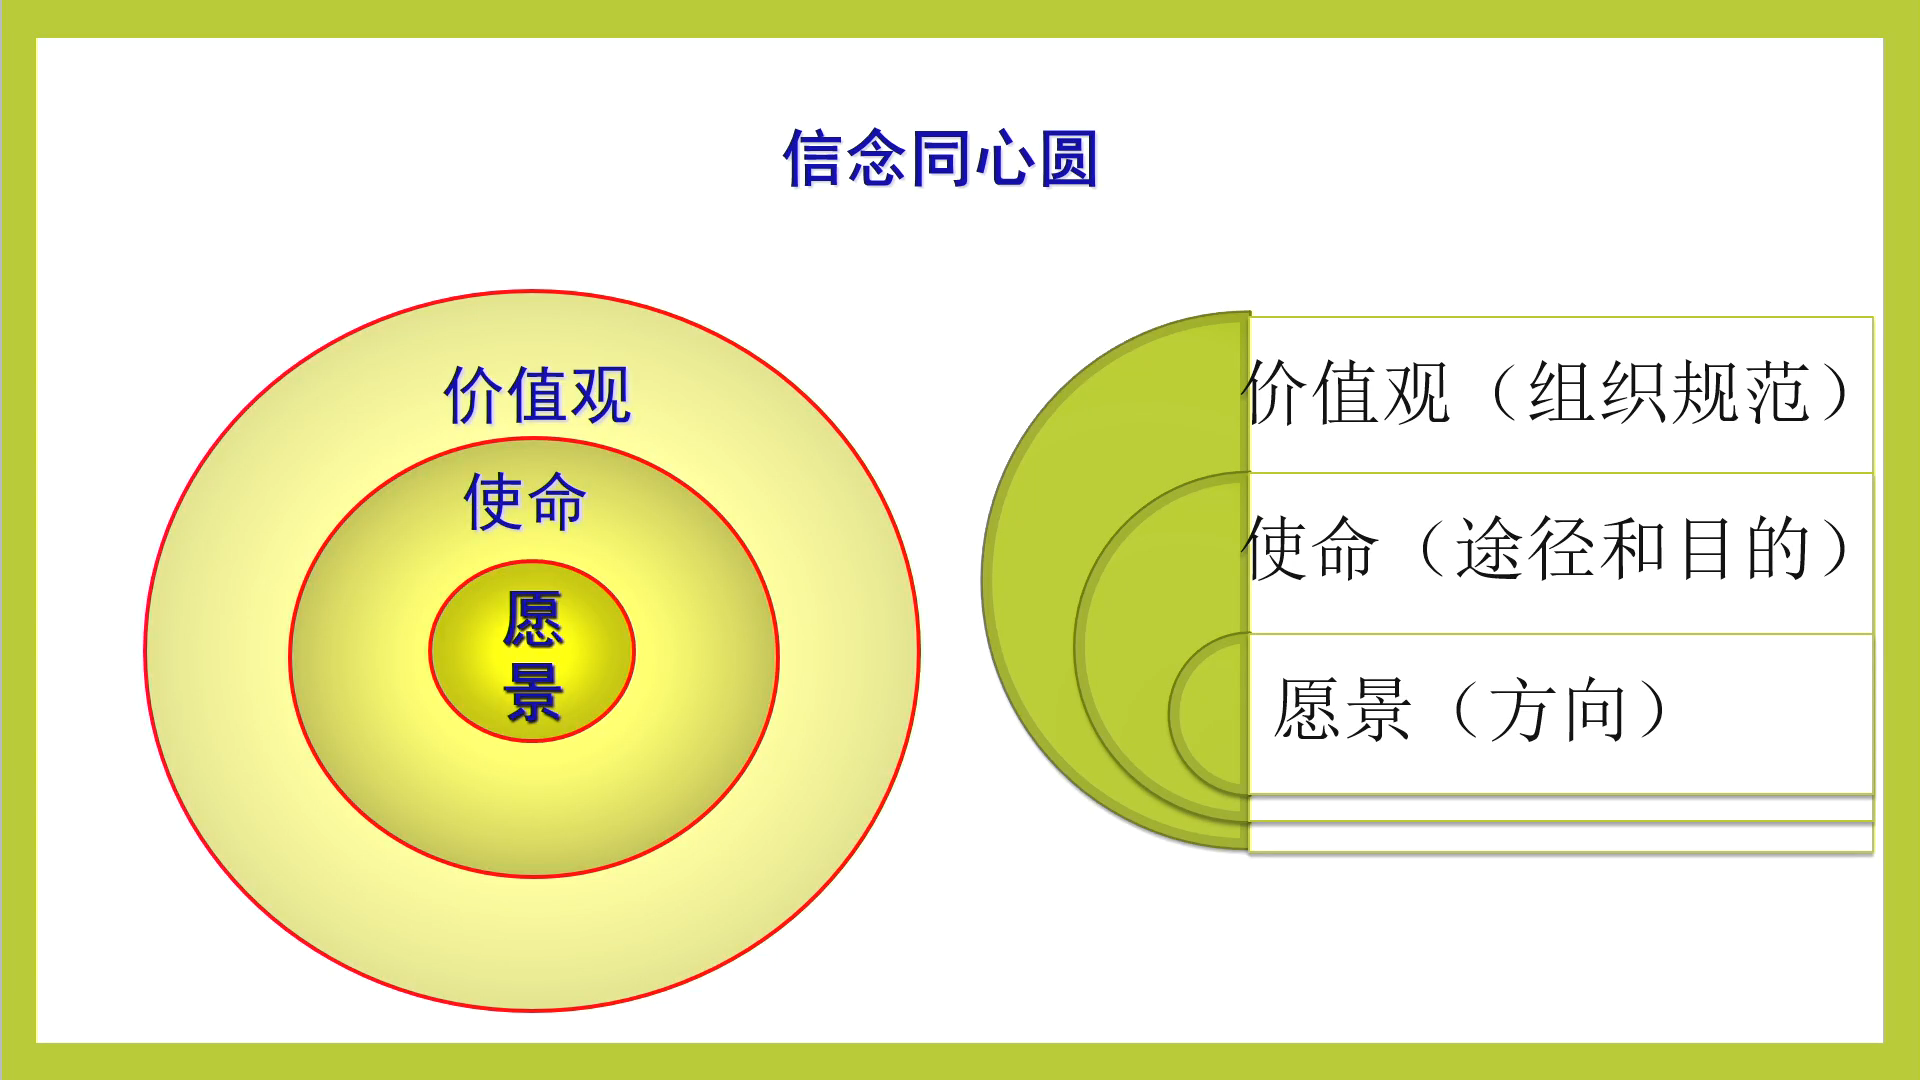 信念同心圆
价值观
使命
愿
景
价值观（组织规范）
使命（途径和目的）
愿景（方向）